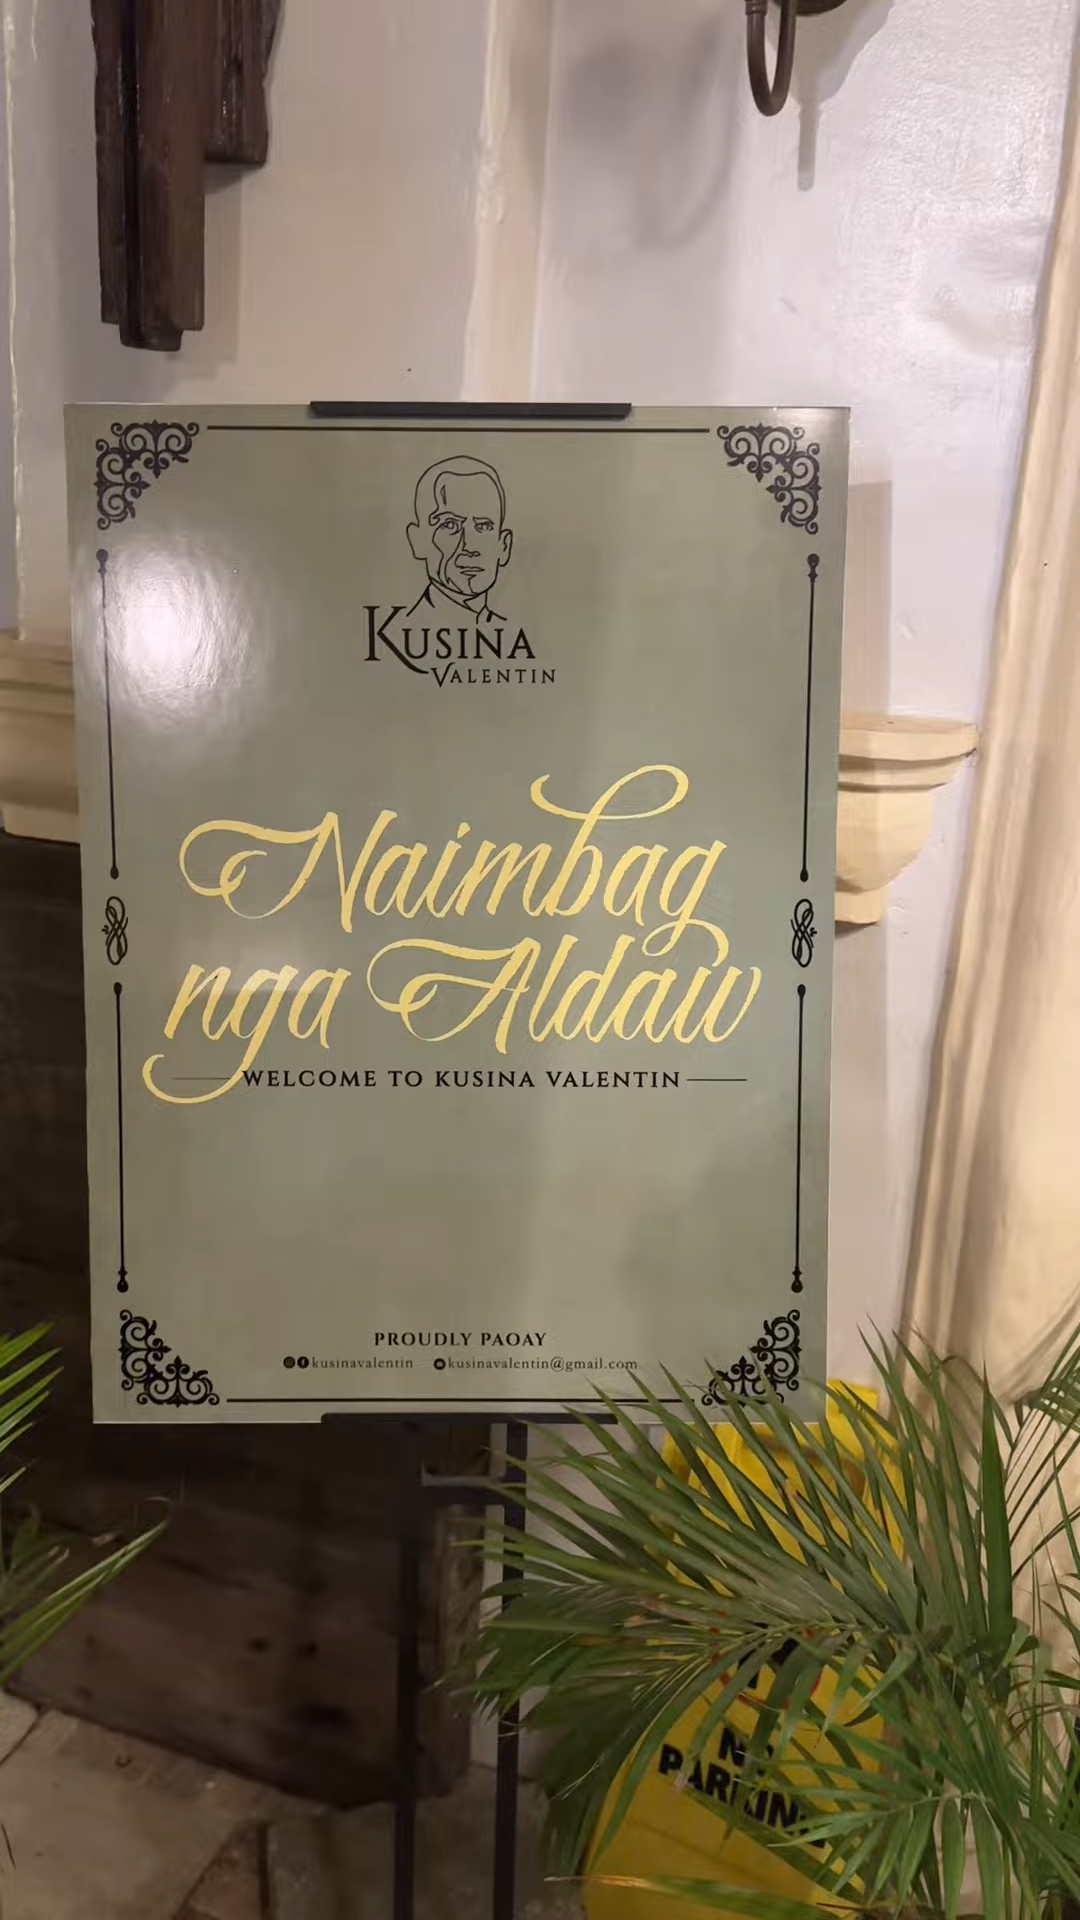 KUSINA
VALENTIN
Naimbag
nga Aldaw
WELCOME TO KUSINA VALENTIN
PROUDLY PAOAY
kusinavalentin kusinavalentin@gmail.com
NO
PARKING